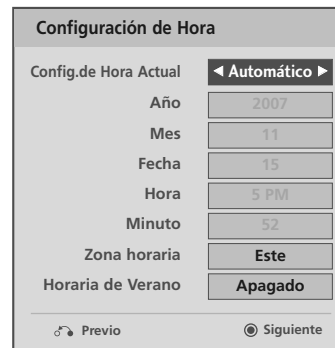 Configuración de Hora
Config.de Hora Actual ◀ Automático ▶
Año 2007
Mes 11
Fecha 15
Hora 5 PM
Minuto 52
Zona horaria Este
Horaria de Verano Apagado
Previo Siguiente